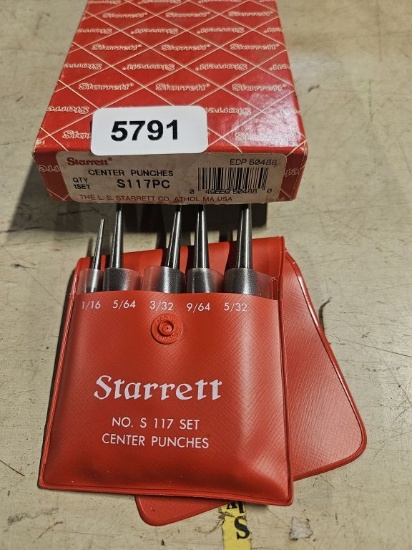 Starrett
5791
Starrett CENTER PUNCHES EDP 50488
QTY 1SET S117PC
THE L. S. STARRETT CO. ATHOL MA USA
1/16 5/64 3/32 9/64 5/32
Starrett
NO. S 117 SET
CENTER PUNCHES
S